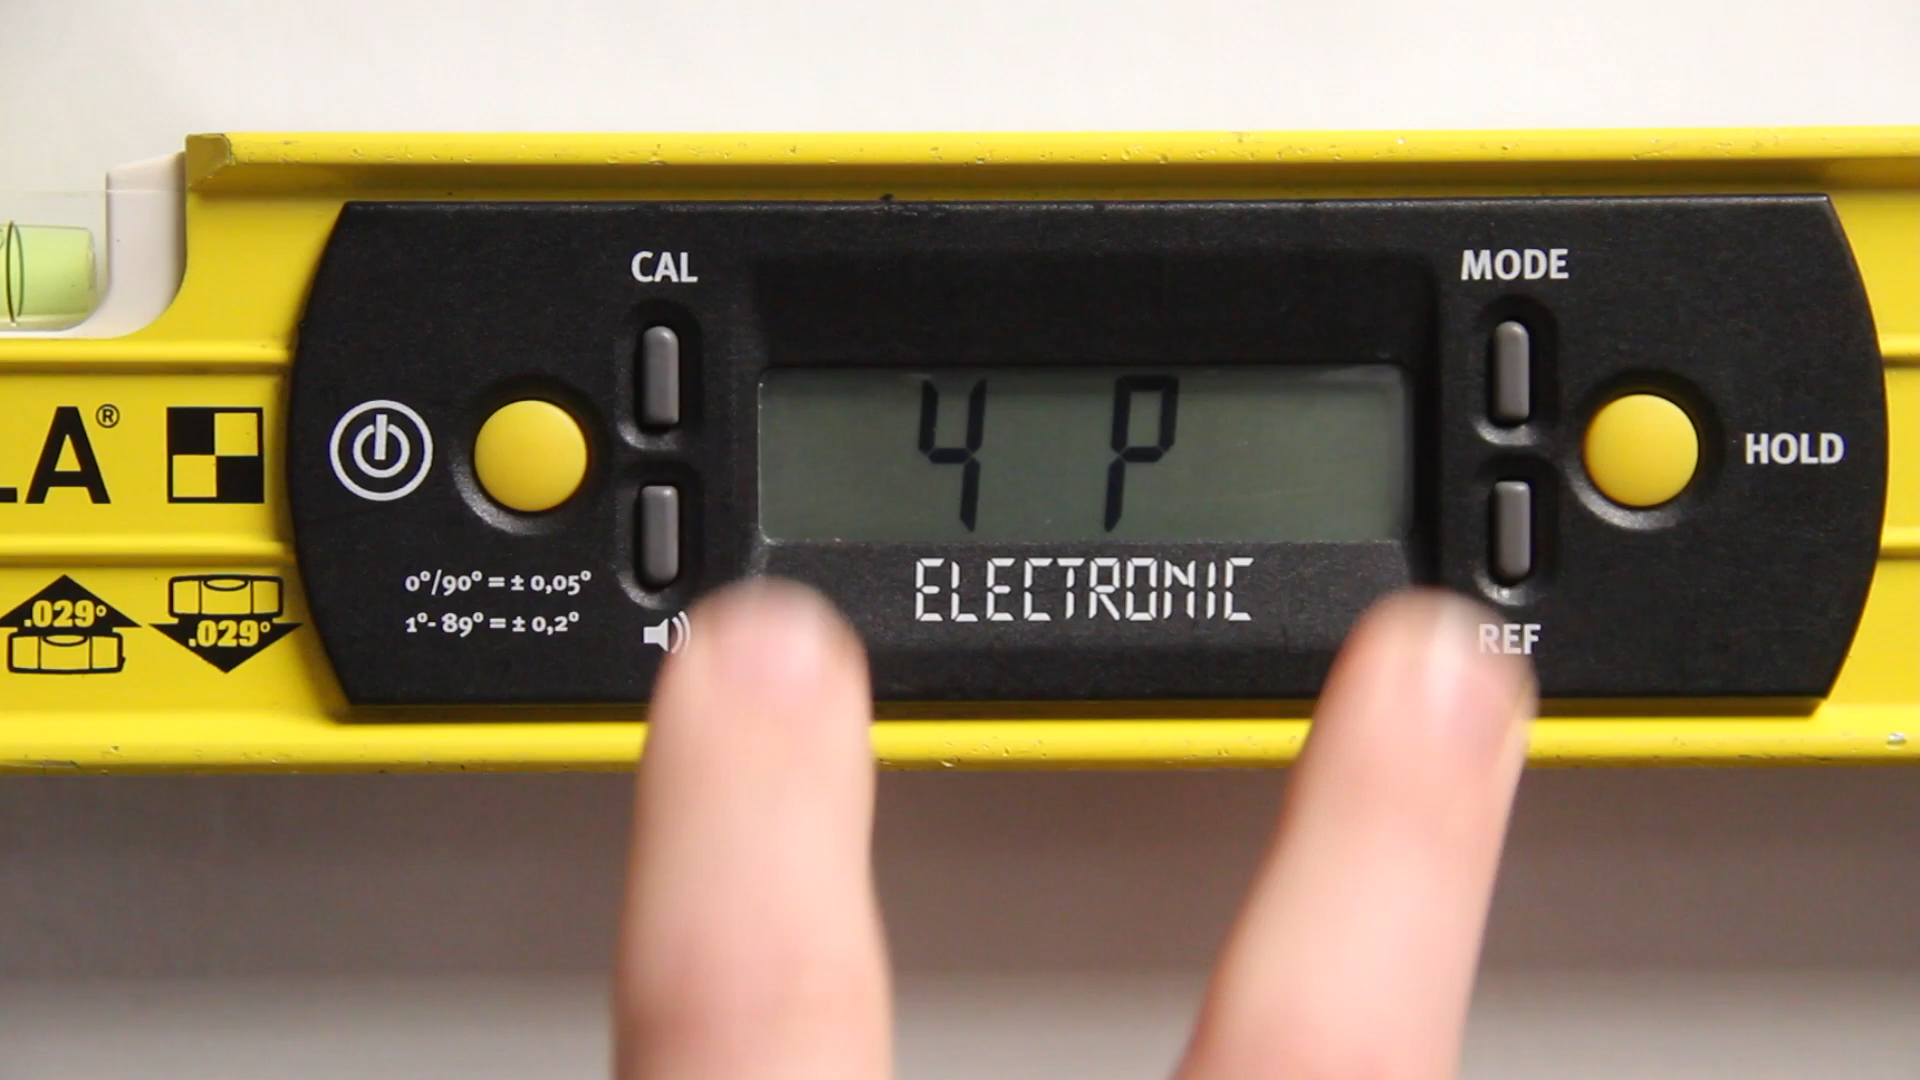 CAL
MODE
4 P
LA®
HOLD
ELECTRONIC
0°/90° = ± 0,05°
1°- 89° = ± 0,2°
.029°
.029°
REF